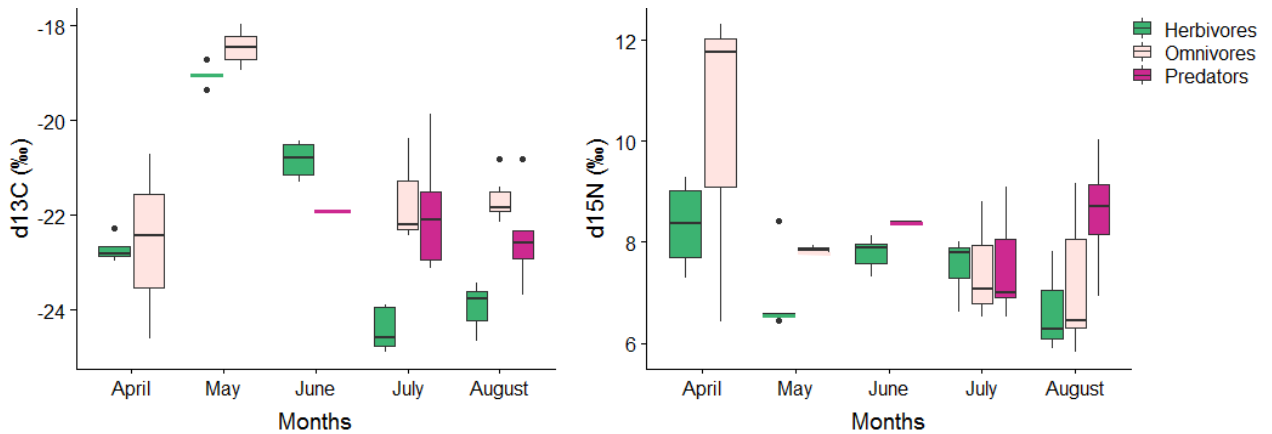 -18
-20
-22
-24
d13C (‰)
April May June July August
Months
12
10
8
6
d15N (‰)
April May June July August
Months
Herbivores
Omnivores
Predators